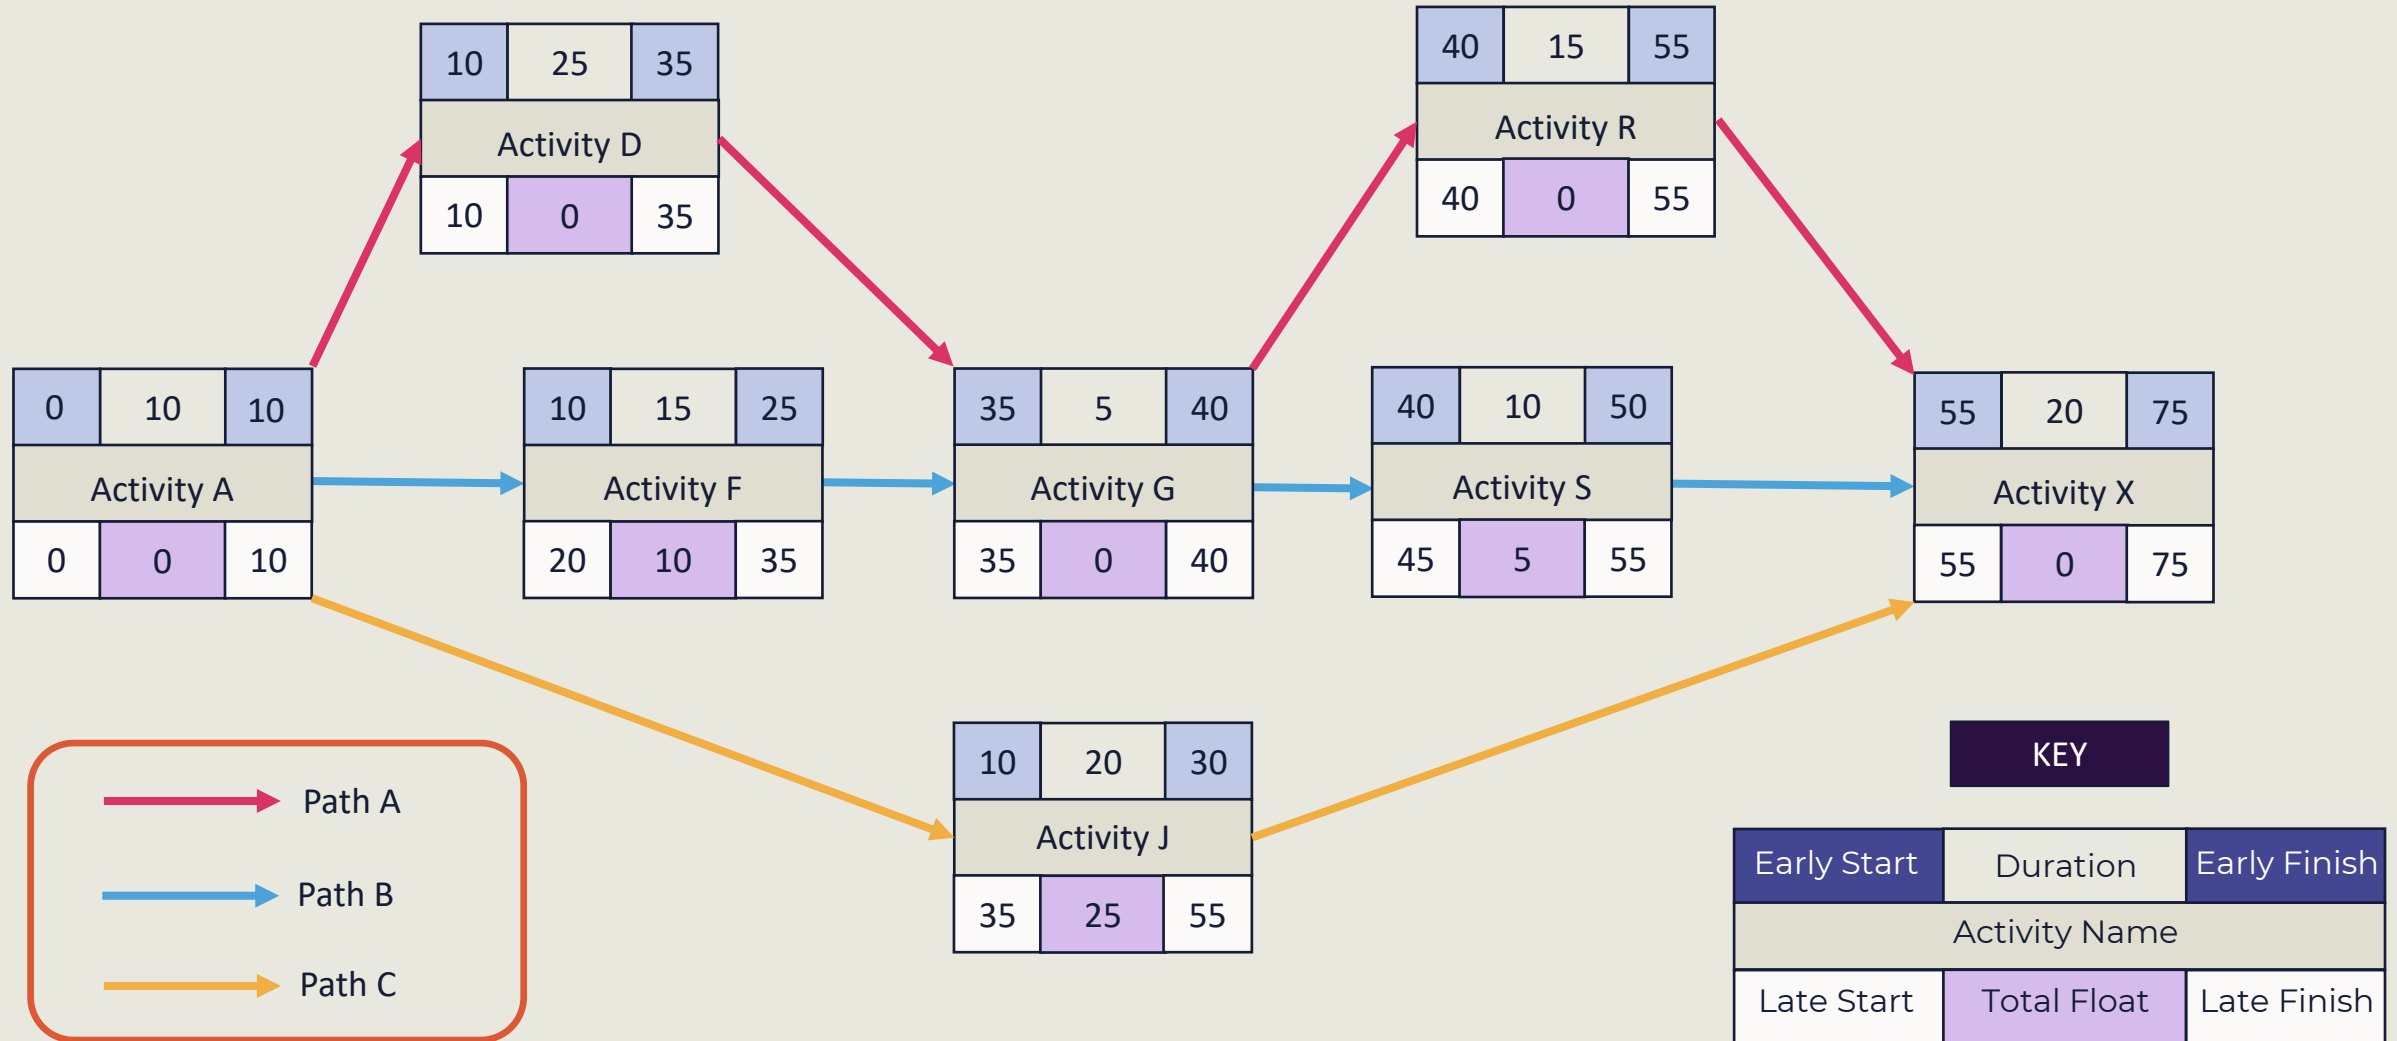 10 25 35
Activity D
10 0 35
40 15 55
Activity R
40 0 55
0 10 10
Activity A
0 0 10
10 15 25
Activity F
20 10 35
35 5 40
Activity G
35 0 40
40 10 50
Activity S
45 5 55
55 20 75
Activity X
55 0 75
10 20 30
Activity J
35 25 55
Path A
Path B
Path C
KEY
Early Start Duration Early Finish
Activity Name
Late Start Total Float Late Finish